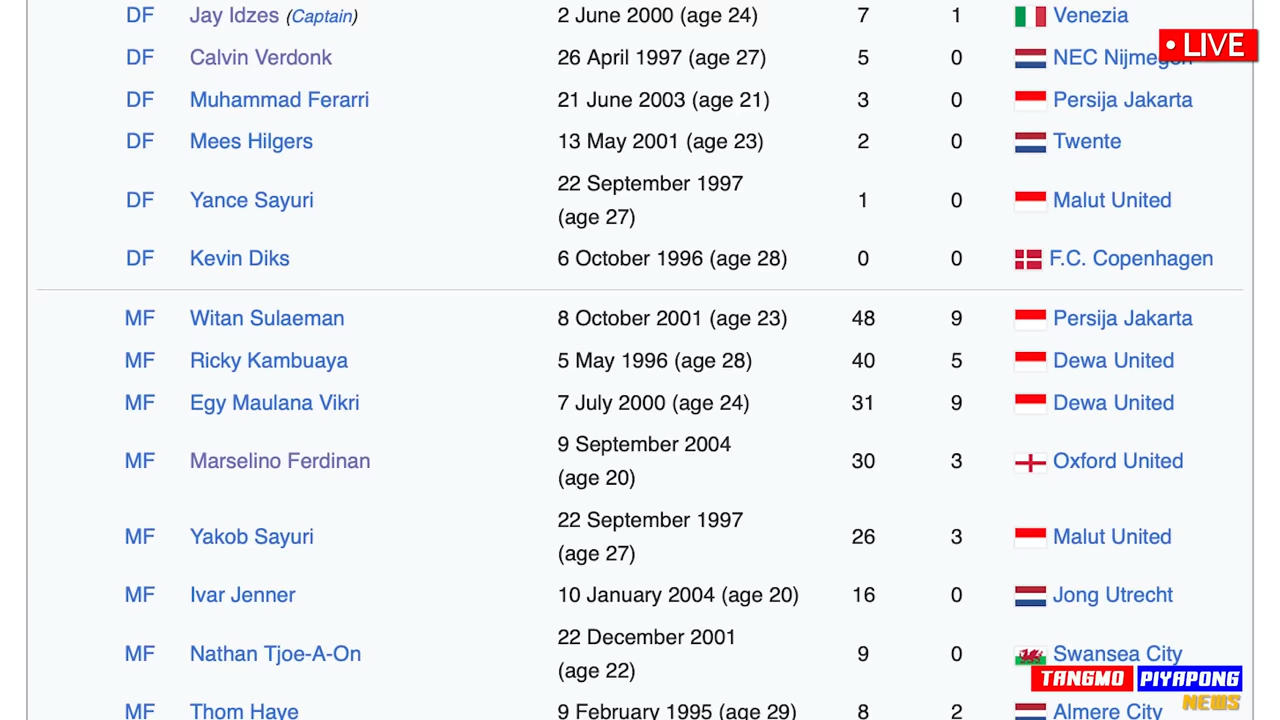 DF Jay Idzes (Captain) 2 June 2000 (age 24) 7 1 Venezia
• LIVE
DF Calvin Verdonk 26 April 1997 (age 27) 5 0 NEC Nijmegen
DF Muhammad Ferarri 21 June 2003 (age 21) 3 0 Persija Jakarta
DF Mees Hilgers 13 May 2001 (age 23) 2 0 Twente
DF Yance Sayuri 22 September 1997 1 0 Malut United
(age 27)
DF Kevin Diks 6 October 1996 (age 28) 0 0 F.C. Copenhagen
MF Witan Sulaeman 8 October 2001 (age 23) 48 9 Persija Jakarta
MF Ricky Kambuaya 5 May 1996 (age 28) 40 5 Dewa United
MF Egy Maulana Vikri 7 July 2000 (age 24) 31 9 Dewa United
MF Marselino Ferdinan 9 September 2004 30 3 Oxford United
(age 20)
MF Yakob Sayuri 22 September 1997 26 3 Malut United
(age 27)
MF Ivar Jenner 10 January 2004 (age 20) 16 0 Jong Utrecht
MF Nathan Tjoe-A-On 22 December 2001 9 0 Swansea City
(age 22)
TANGMO PIYAPONG
NEWS
MF Thom Haye 9 February 1995 (age 29) 8 2 Almere City